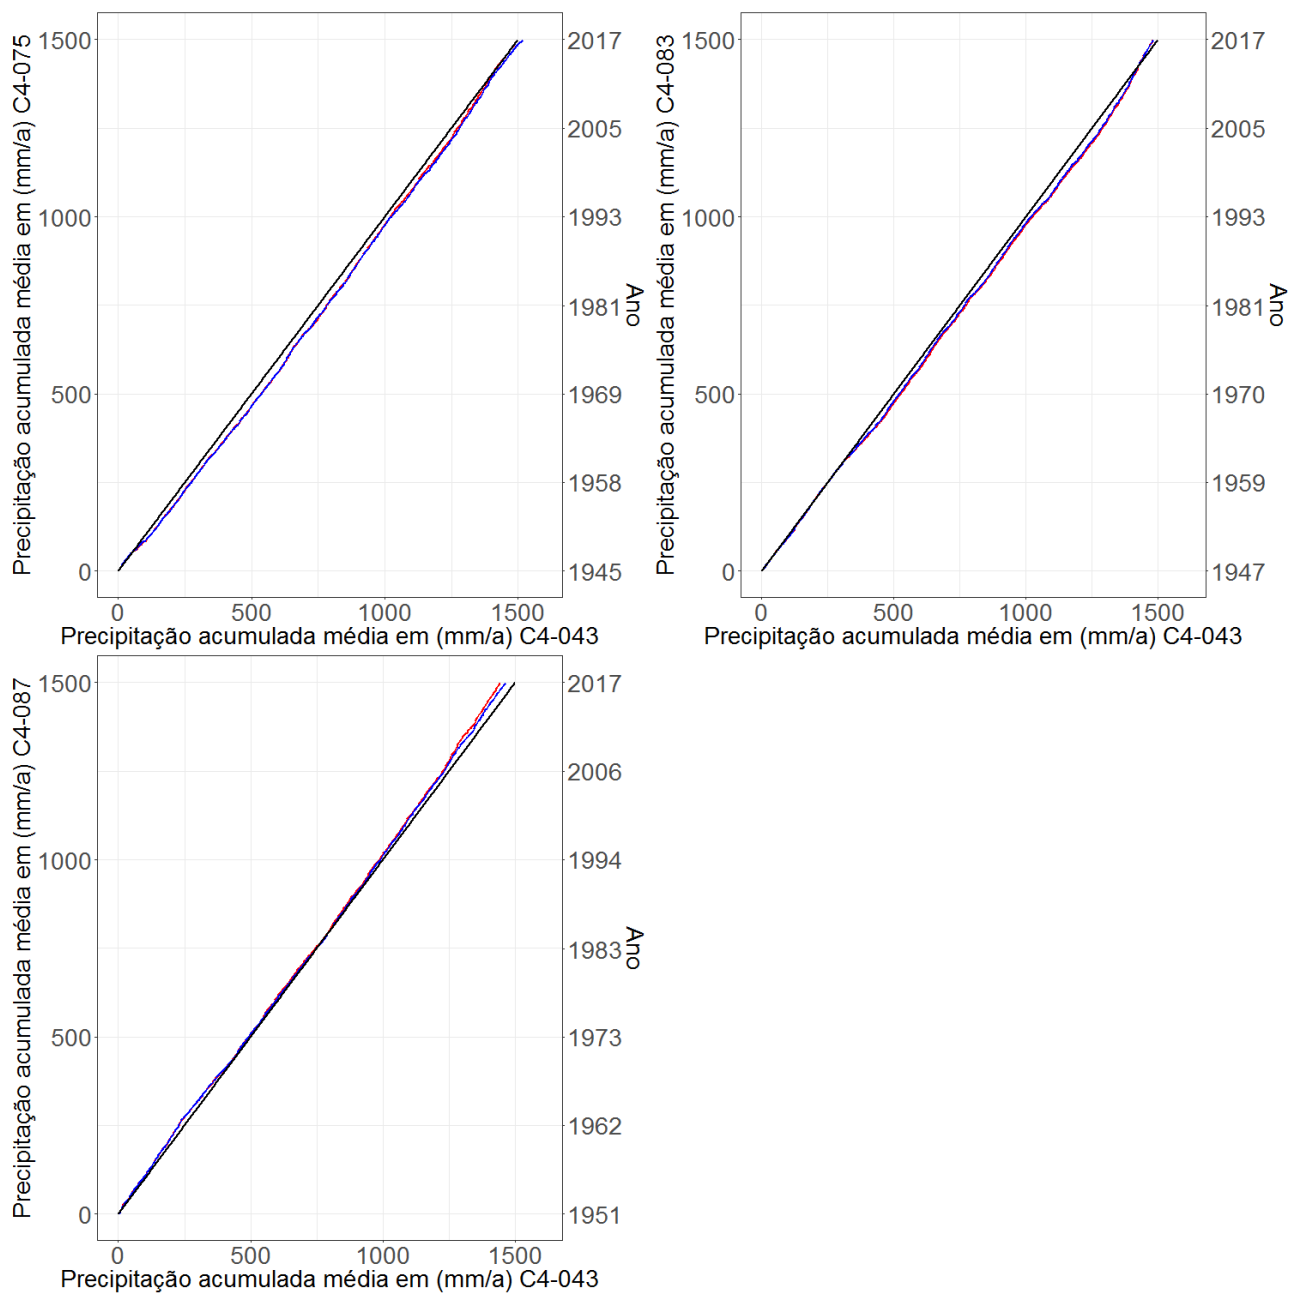 Precipitação acumulada média em (mm/a) C4-075
1500
1000
500
0
2017
2005
1993
1981
1969
1958
1945
Ano
0 500 1000 1500
Precipitação acumulada média em (mm/a) C4-043
Precipitação acumulada média em (mm/a) C4-083
1500
1000
500
0
2017
2005
1993
1981
1970
1959
1947
Ano
0 500 1000 1500
Precipitação acumulada média em (mm/a) C4-043
Precipitação acumulada média em (mm/a) C4-087
1500
1000
500
0
2017
2006
1994
1983
1973
1962
1951
Ano
0 500 1000 1500
Precipitação acumulada média em (mm/a) C4-043